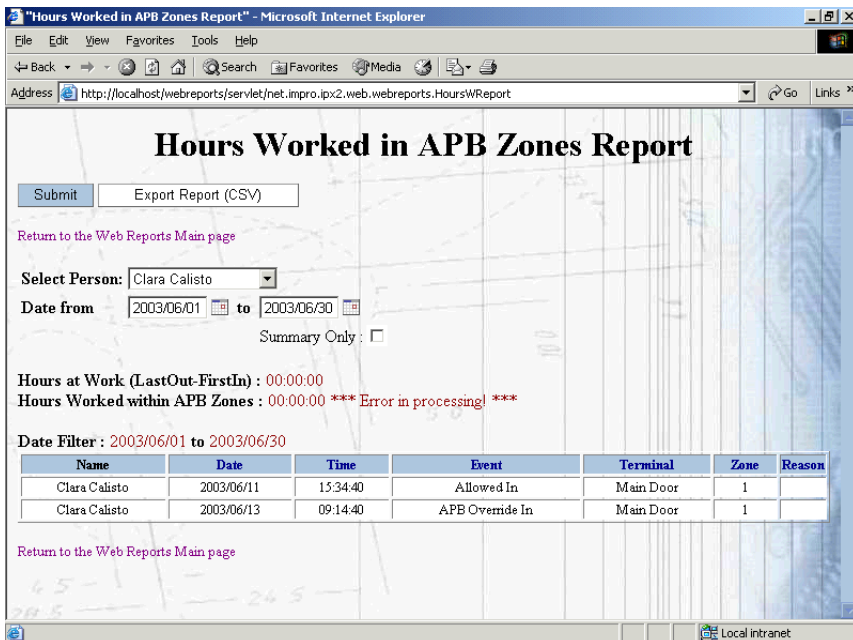 "Hours Worked in APB Zones Report" - Microsoft Internet Explorer
File Edit View Favorites Tools Help
Back Search Favorites Media
Address http://localhost/webreports/servlet/net.impro.ipx2.web.webreports.HoursWReport Go Links »
Hours Worked in APB Zones Report
Submit Export Report (CSV)
Return to the Web Reports Main page
Select Person: Clara Calisto
Date from 2003/06/01 to 2003/06/30
Summary Only :
Hours at Work (LastOut-FirstIn) : 00:00:00
Hours Worked within APB Zones : 00:00:00 *** Error in processing! ***
Date Filter : 2003/06/01 to 2003/06/30
Name Date Time Event Terminal Zone Reason
Clara Calisto 2003/06/11 15:34:40 Allowed In Main Door 1
Clara Calisto 2003/06/13 09:14:40 APB Override In Main Door 1
Return to the Web Reports Main page
Local intranet